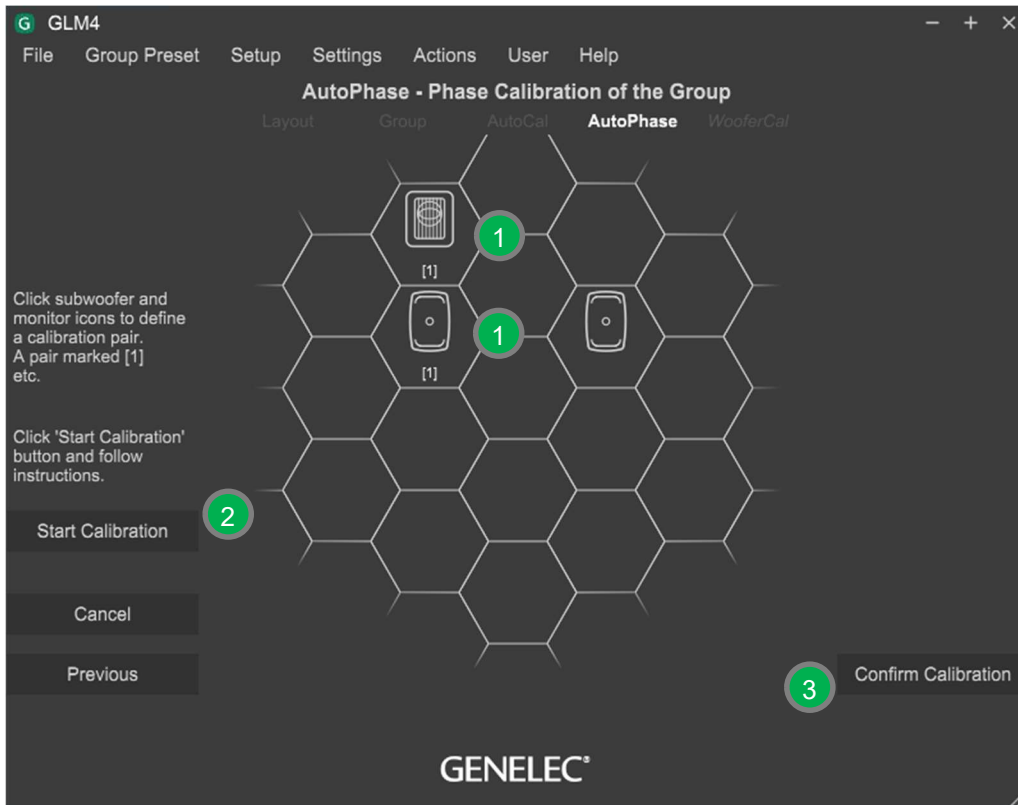 G GLM4
File Group Preset Setup Settings Actions User Help
AutoPhase - Phase Calibration of the Group
Layout Group AutoCal AutoPhase WooferCal
1
[1]
Click subwoofer and
monitor icons to define
a calibration pair.
A pair marked [1]
etc.
1
[1]
Click 'Start Calibration'
button and follow
instructions.
2
Start Calibration
Cancel
Previous
3
Confirm Calibration
GENELEC®